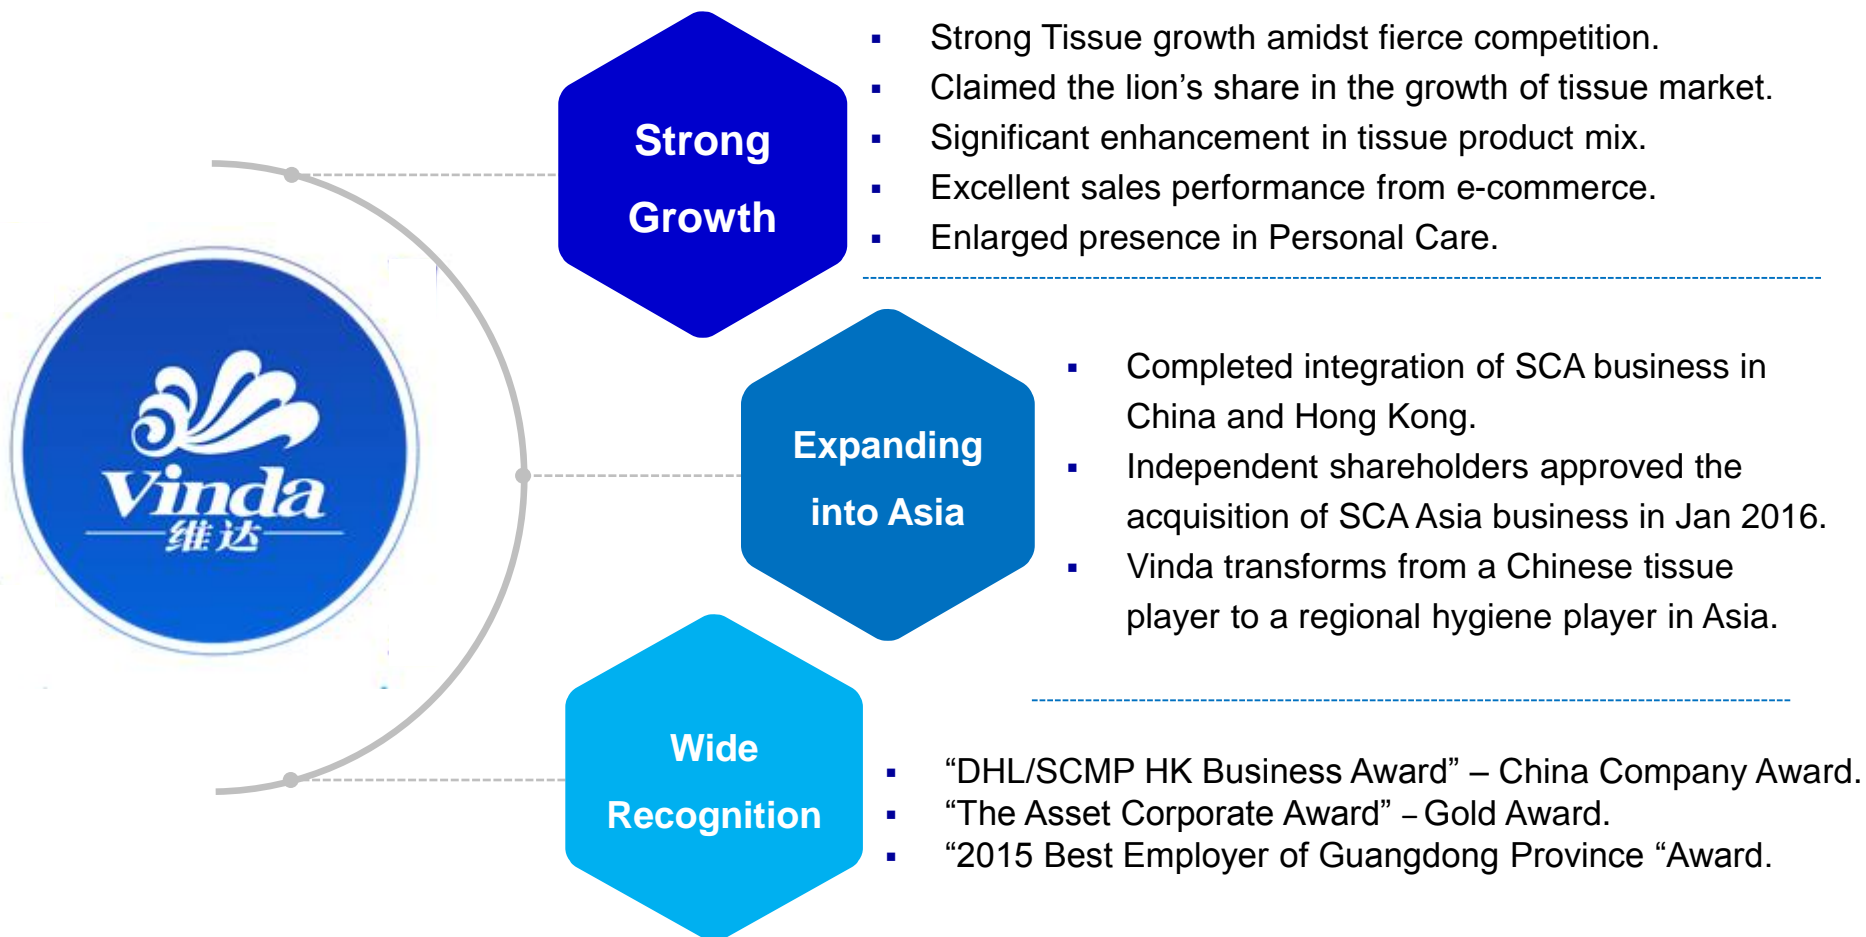 Vinda
维达
Strong
Growth
▪ Strong Tissue growth amidst fierce competition.
▪ Claimed the lion’s share in the growth of tissue market.
▪ Significant enhancement in tissue product mix.
▪ Excellent sales performance from e-commerce.
▪ Enlarged presence in Personal Care.
Expanding
into Asia
▪ Completed integration of SCA business in
China and Hong Kong.
▪ Independent shareholders approved the
acquisition of SCA Asia business in Jan 2016.
▪ Vinda transforms from a Chinese tissue
player to a regional hygiene player in Asia.
Wide
Recognition
▪ “DHL/SCMP HK Business Award” – China Company Award.
▪ “The Asset Corporate Award” – Gold Award.
▪ “2015 Best Employer of Guangdong Province “Award.